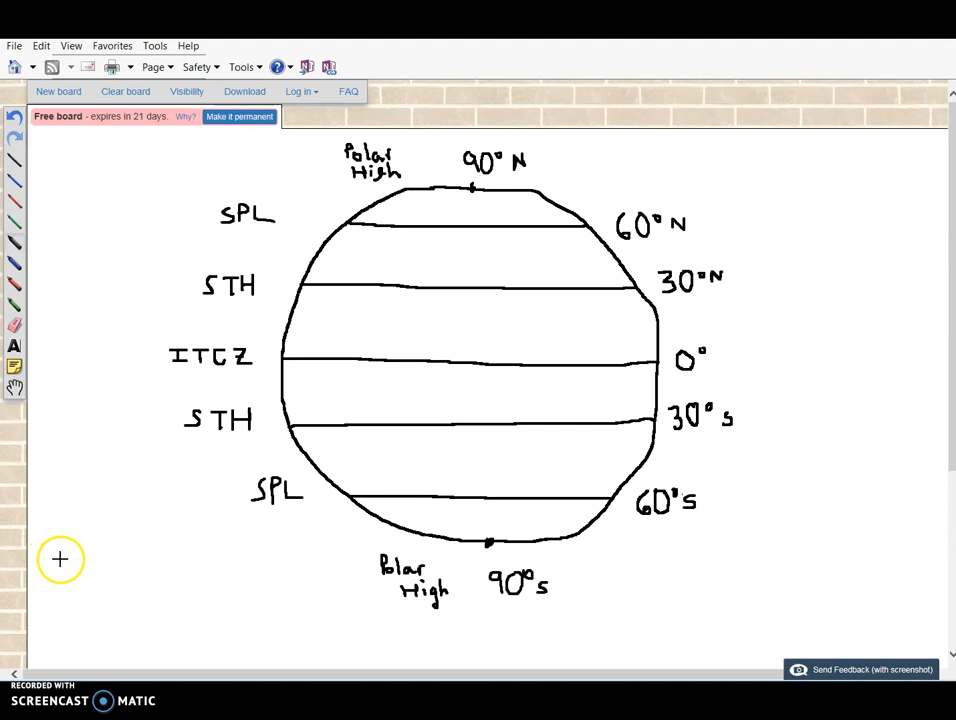 File Edit View Favorites Tools Help
Page Safety Tools ?
New board Clear board Visibility Download Log in FAQ
Free board - expires in 21 days. Why? Make it permanent
Polar
High
90° N
SPL
60° N
STH
30° N
ITCZ
0°
STH
30° S
SPL
60° S
Polar
High
90° S
A
Send Feedback (with screenshot)
RECORDED WITH
SCREENCAST MATIC